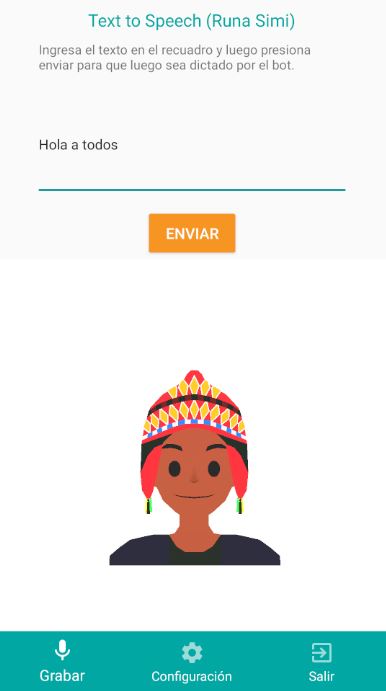 Text to Speech (Runa Simi)
Ingresa el texto en el recuadro y luego presiona
enviar para que luego sea dictado por el bot.
Hola a todos
ENVIAR
Grabar
Configuración
Salir